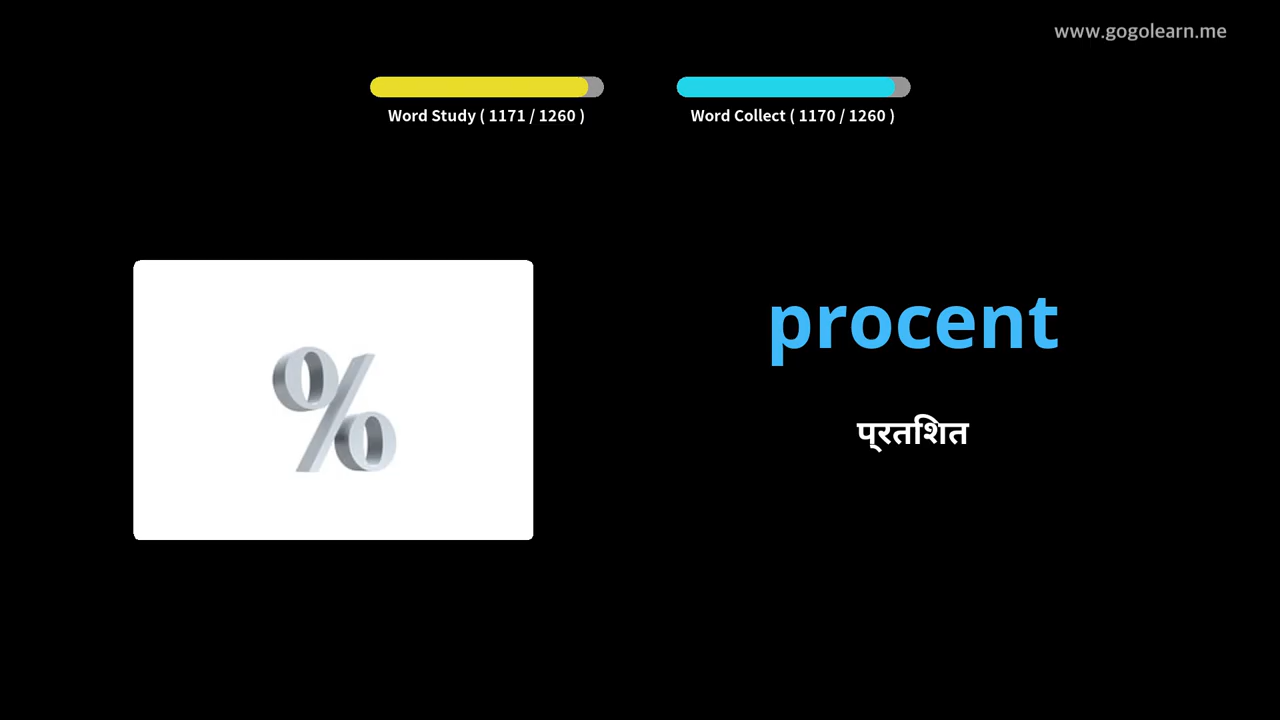 www.gogolearn.me
Word Study ( 1171 / 1260 )
Word Collect ( 1170 / 1260 )
%
procent
प्रतशित